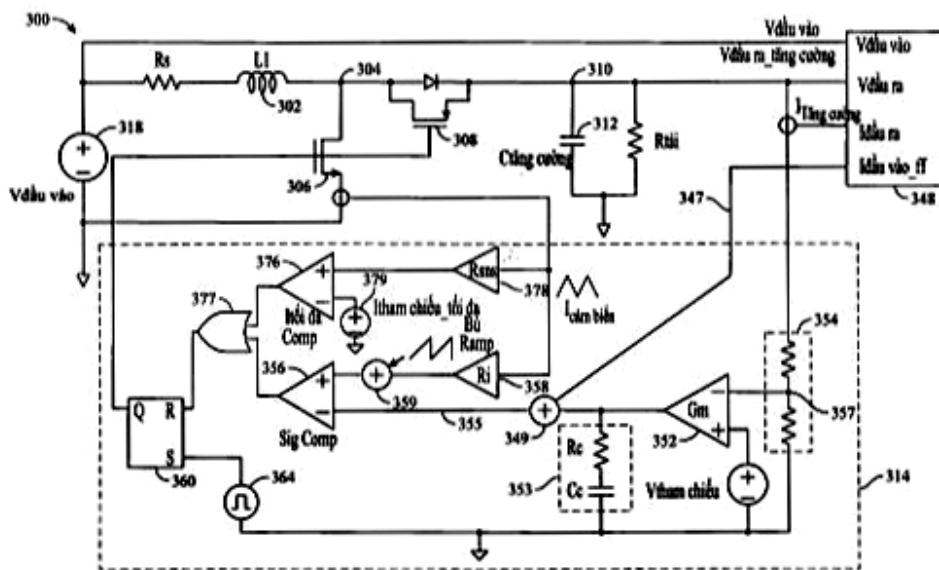 300
Vđầu vào
Vđầu ra_tăng cường
Vđầu vào
Vđầu ra
Rs
L1
302
304
310
308
306
312
Ctăng cường
Rtải
ITăng cường
Iđầu ra
Iđầu vào_ff
347
348
318
Vđầu vào
376
377
Itối đa
Comp
379
Itham chiếu_tối đa
Rsns
378
Icảm biến
Bù
Ramp
356
359
Ri
358
Sig Comp
355
349
Gm
352
354
357
Q
R
S
360
364
Rc
Cc
353
Vtham chiếu
314